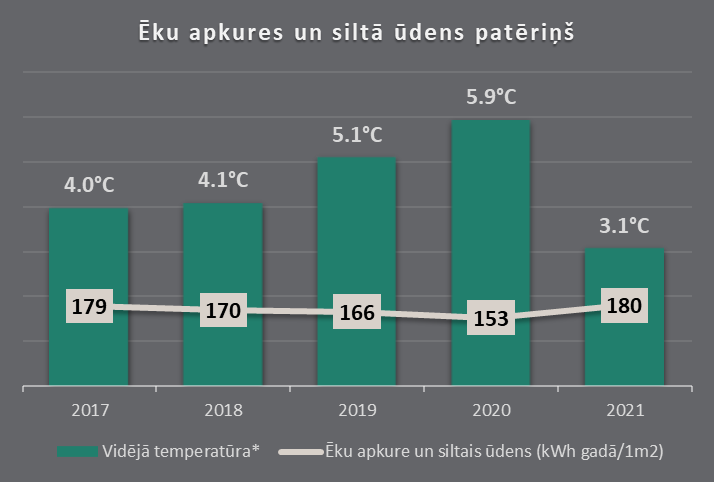 Ēku apkures un siltā ūdens patēriņš
4.0°C
4.1°C
5.1°C
5.9°C
3.1°C
179
170
166
153
180
2017
2018
2019
2020
2021
Vidējā temperatūra*
Ēku apkure un siltais ūdens (kWh gadā/1m2)